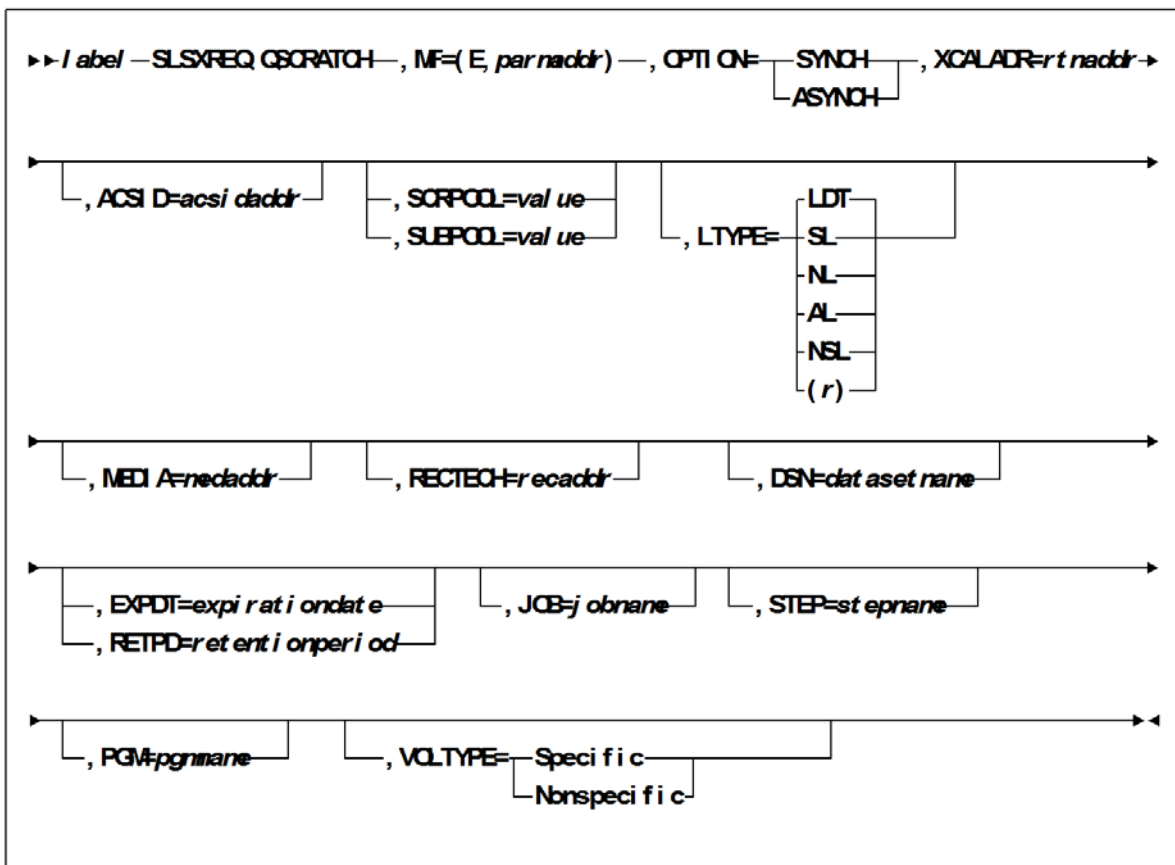 label SLSXREQ QSCRATCH , MF=( E, parmaddr) , OPTION= SYNCH , XCALADR=rtnaddr
ASYNCH
, ACSID=acsidaddr , SCRPOOL=value LDT
, SUBPOOL=value , LTYPE= SL
NL
AL
NSL
(r)
, MEDIA=medaddr , RECTECH=recaddr , DSN=datasetname
, EXPDT=expirationdate , JOB=jobname , STEP=stepname
, RETPD=retentionperiod
, PGM=pgmname , VOLTYPE= Specific
Nonspecific